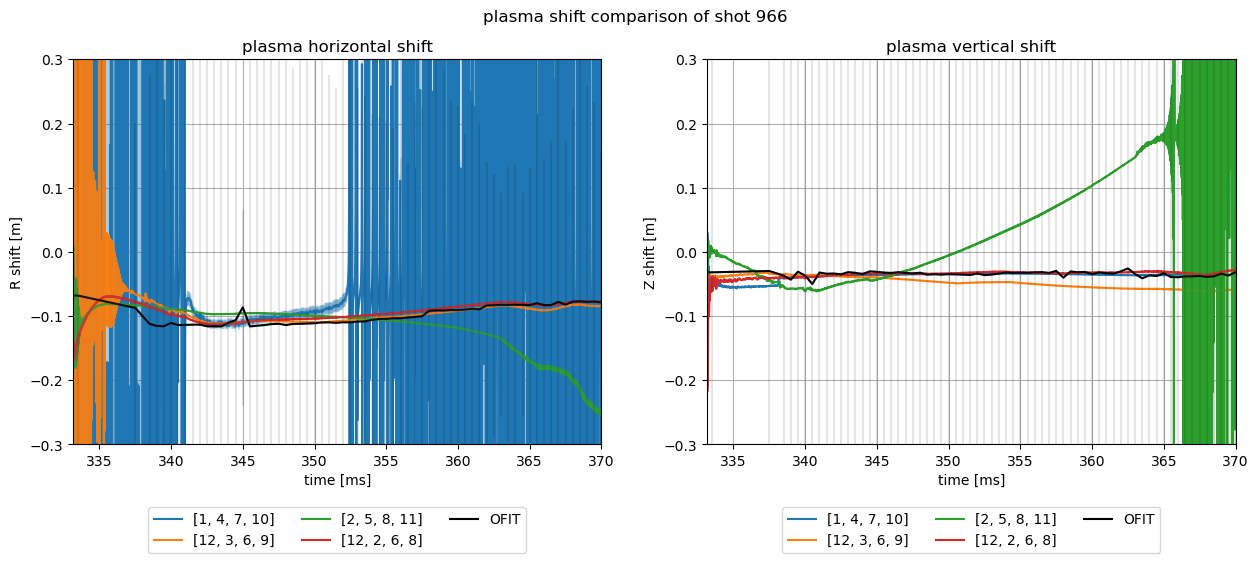 plasma shift comparison of shot 966
plasma horizontal shift
0.3
0.2
0.1
0.0
−0.1
−0.2
−0.3
R shift [m]
335 340 345 350 355 360 365 370
time [ms]
[1, 4, 7, 10] [2, 5, 8, 11] OFIT
[12, 3, 6, 9] [12, 2, 6, 8]
plasma vertical shift
0.3
0.2
0.1
0.0
−0.1
−0.2
−0.3
Z shift [m]
335 340 345 350 355 360 365 370
time [ms]
[1, 4, 7, 10] [2, 5, 8, 11] OFIT
[12, 3, 6, 9] [12, 2, 6, 8]